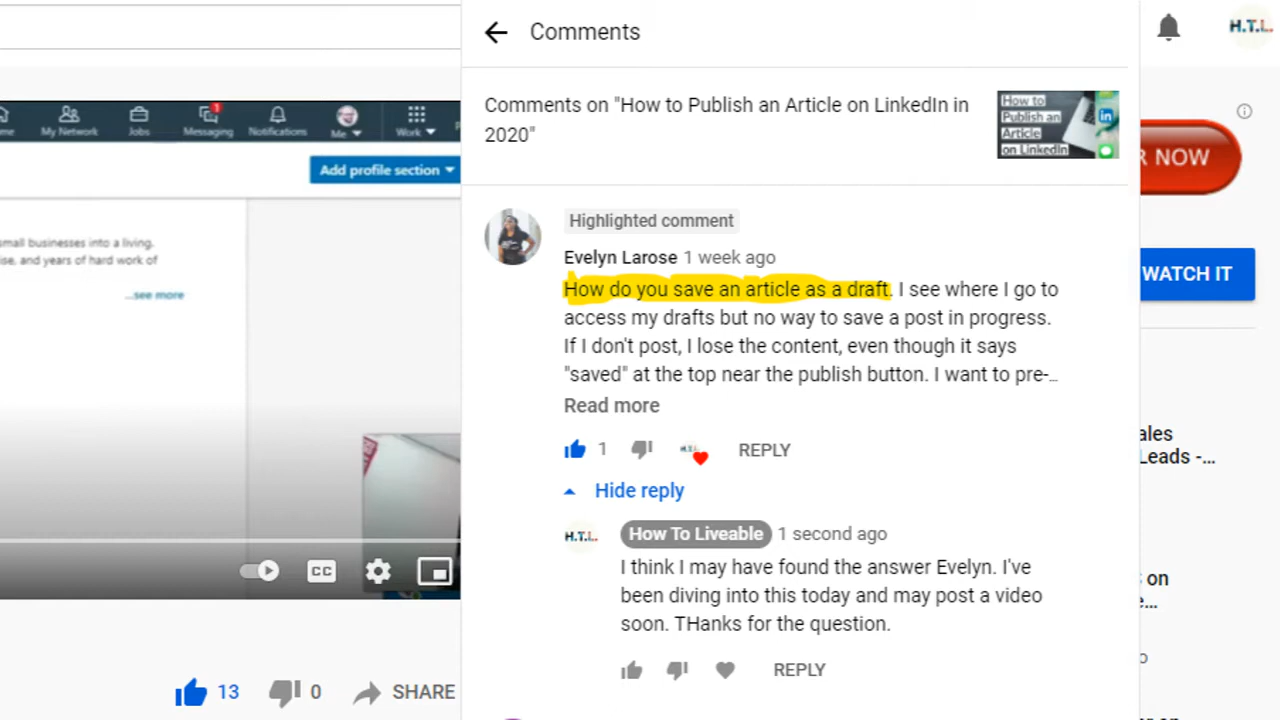 Comments
H.T.L.
Comments on "How to Publish an Article on LinkedIn in
2020"
How to
Publish an
Article
on LinkedIn
in
My Network
Jobs
1
Messaging
Notifications
Me
Work
Add profile section
small businesses into a living.
ise, and years of hard work of
...see more
R NOW
WATCH IT
Highlighted comment
Evelyn Larose 1 week ago
How do you save an article as a draft. I see where I go to
access my drafts but no way to save a post in progress.
If I don't post, I lose the content, even though it says
"saved" at the top near the publish button. I want to pre-...
Read more
1
REPLY
Hide reply
H.T.L.
How To Liveable 1 second ago
I think I may have found the answer Evelyn. I've
been diving into this today and may post a video
soon. THanks for the question.
REPLY
CC
13
0
SHARE
ales
Leads -...
on